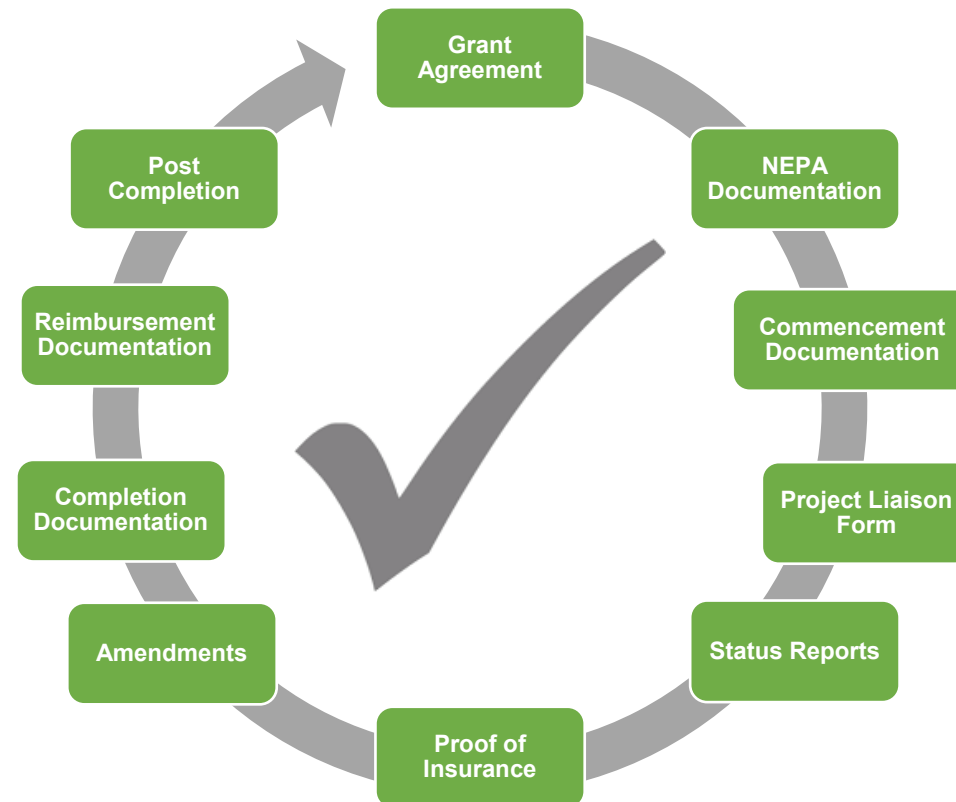 Grant
Agreement
NEPA
Documentation
Commencement
Documentation
Project Liaison
Form
Status Reports
Proof of
Insurance
Amendments
Completion
Documentation
Reimbursement
Documentation
Post
Completion